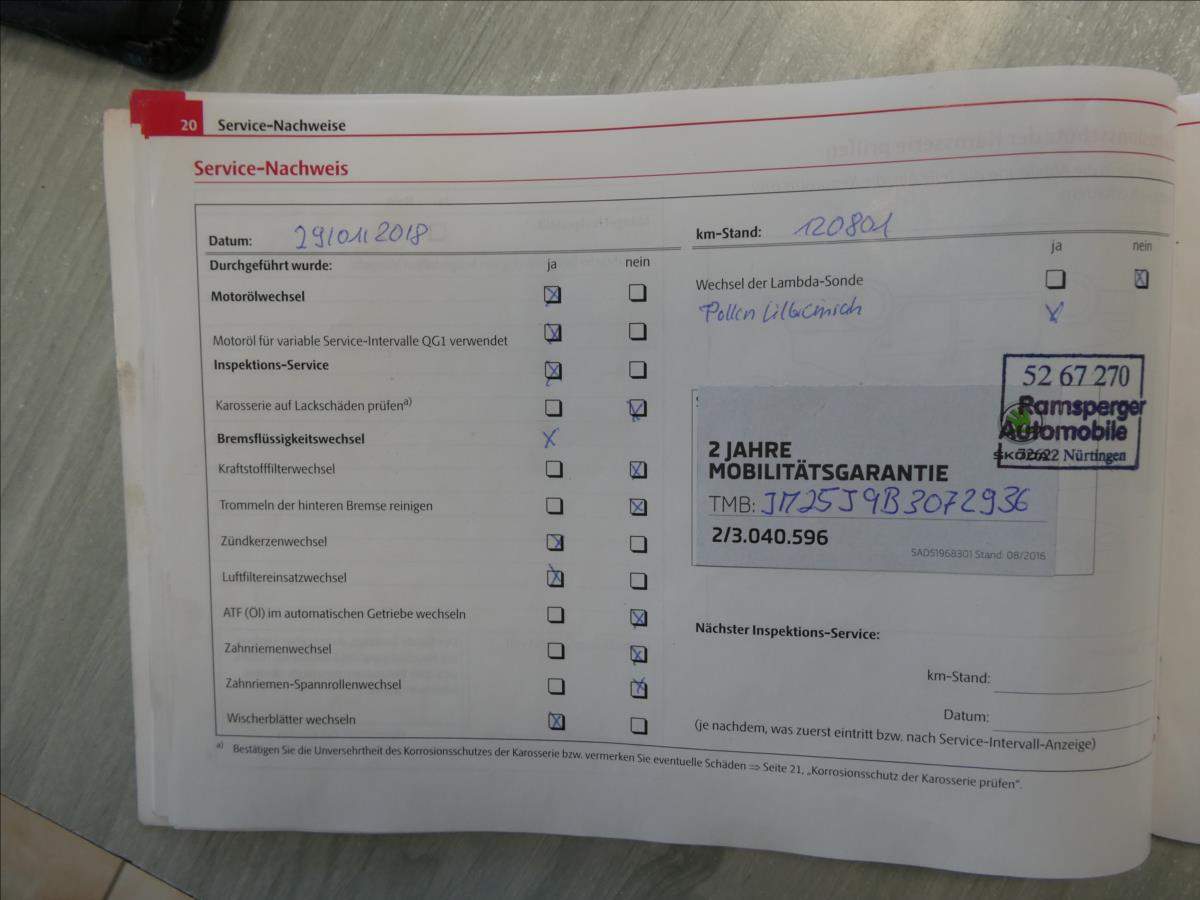 20 Service-Nachweise
Service-Nachweis
Datum: 29/01/2018
km-Stand: 120801
Durchgeführt wurde: ja nein
Motorölwechsel
Motoröl für variable Service-Intervalle QG1 verwendet
Inspektions-Service
Karosserie auf Lackschäden prüfen a)
Bremsflüssigkeitswechsel
Kraftstofffilterwechsel
Trommeln der hinteren Bremse reinigen
Zündkerzenwechsel
Luftfiltereinsatzwechsel
ATF (Öl) im automatischen Getriebe wechseln
Zahnriemenwechsel
Zahnriemen-Spannrollenwechsel
Wischerblätter wechseln
ja nein
Wechsel der Lambda-Sonde
Pollen
52 67 270
Ramsperger
Automobile
ŠKODA 72622 Nürtingen
2 JAHRE
MOBILITÄTSGARANTIE
TMB: JM25J9B3072936
2/3.040.596
SAD51968301 Stand: 08/2016
Nächster Inspektions-Service:
km-Stand:
Datum:
(je nachdem, was zuerst eintritt bzw. nach Service-Intervall-Anzeige)
a) Bestätigen Sie die Unversehrtheit des Korrosionsschutzes der Karosserie bzw. vermerken Sie eventuelle Schäden ⇒ Seite 21, „Korrosionsschutz der Karosserie prüfen“.